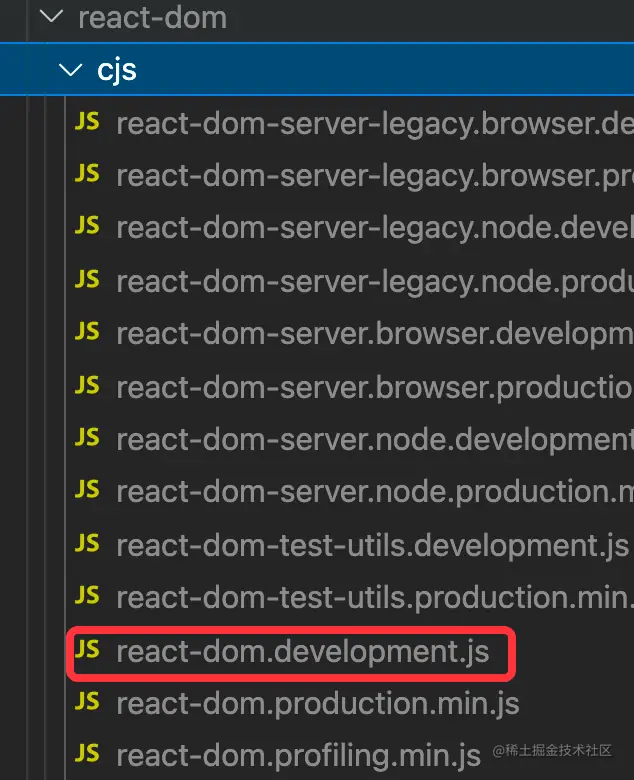 react-dom
cjs
JS react-dom-server-legacy.browser.de
JS react-dom-server-legacy.browser.pr
JS react-dom-server-legacy.node.devel
JS react-dom-server-legacy.node.produ
JS react-dom-server.browser.developm
JS react-dom-server.browser.productio
JS react-dom-server.node.development
JS react-dom-server.node.production.m
JS react-dom-test-utils.development.js
JS react-dom-test-utils.production.min.
JS react-dom.development.js
JS react-dom.production.min.js
JS react-dom.profiling.min.js
@稀土掘金技术社区